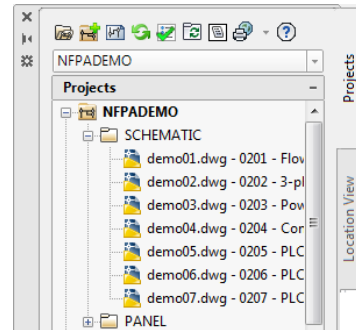 NFPADEMO
Projects
NFPADEMO
SCHEMATIC
demo01.dwg - 0201 - Flov
demo02.dwg - 0202 - 3-pl
demo03.dwg - 0203 - Pow
demo04.dwg - 0204 - Con
demo05.dwg - 0205 - PLC
demo06.dwg - 0206 - PLC
demo07.dwg - 0207 - PLC
PANEL
Projects
Location View